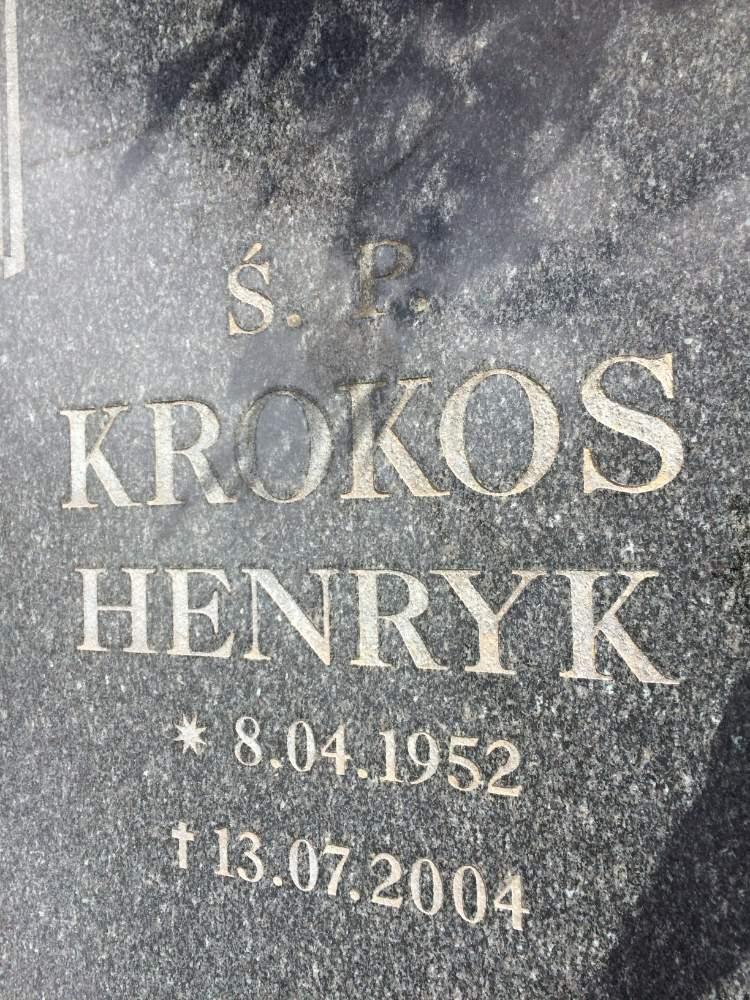 Ś. P.
KROKOS
HENRYK
* 8.04.1952
† 13.07.2004